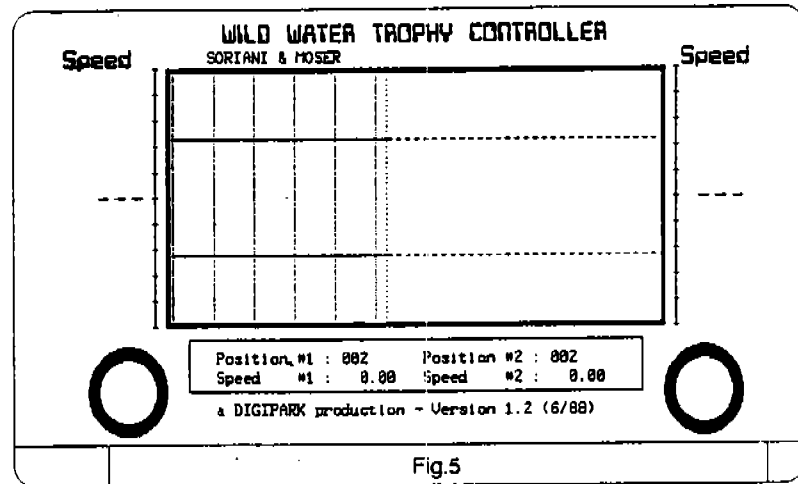 WILD WATER TROPHY CONTROLLER
Speed
SORIANI & MOSER
Speed
Position #1 : 002 Position #2 : 002
Speed #1 : 0.00 Speed #2 : 0.00
a DIGIPARK production - Version 1.2 (6/88)
Fig.5